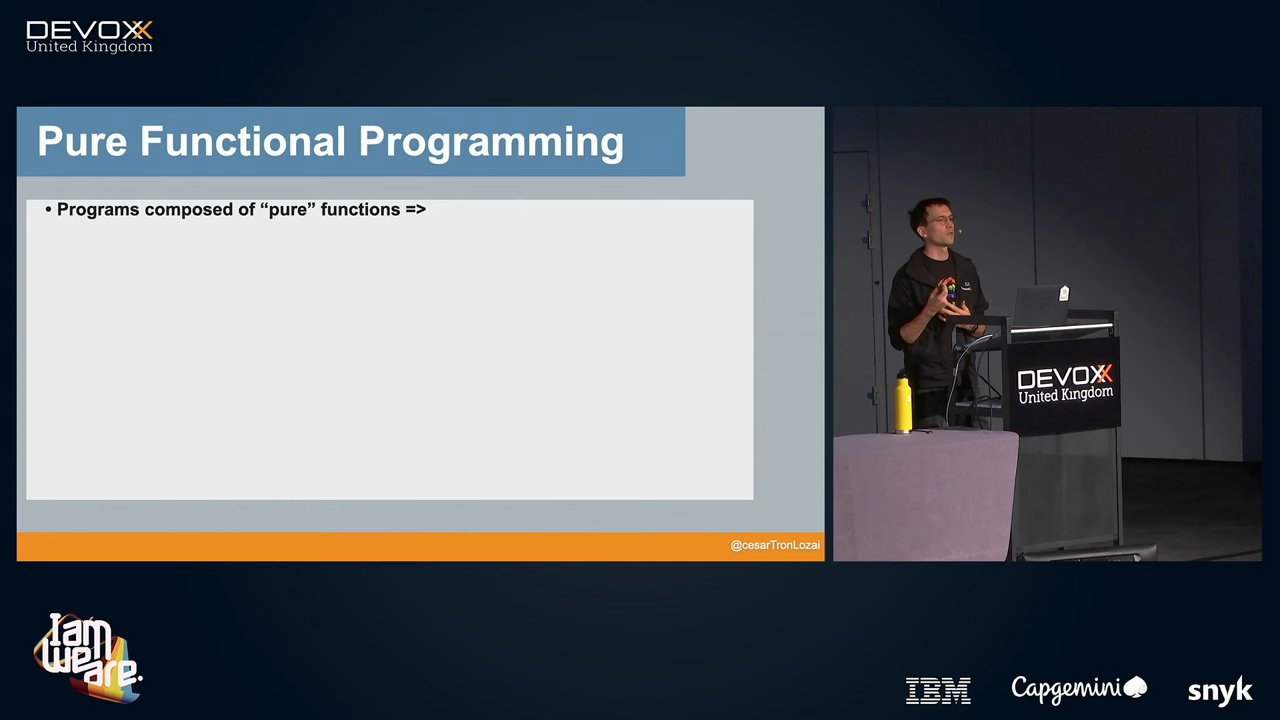 DEVOXX
United Kingdom
Pure Functional Programming
• Programs composed of “pure” functions =>
@cesarTronLozai
DEVOXX
United Kingdom
I am
We are.
IBM
Capgemini
snyk